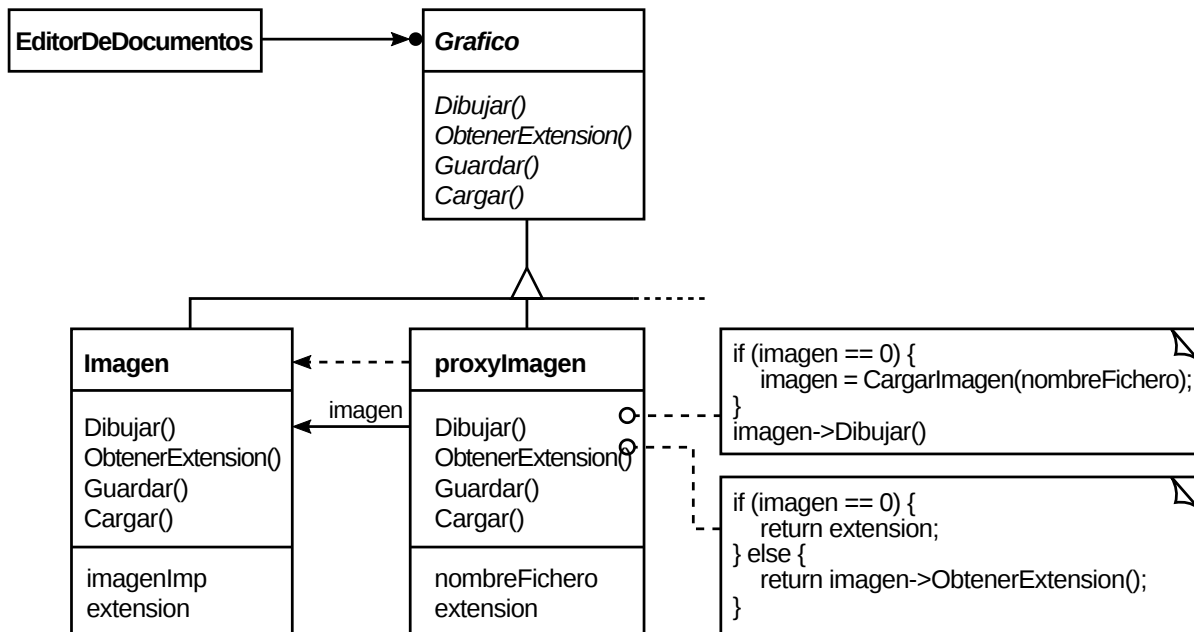 EditorDeDocumentos
Grafico
Dibujar()
ObtenerExtension()
Guardar()
Cargar()
Imagen
Dibujar()
ObtenerExtension()
Guardar()
Cargar()
imagenImp
extension
imagen
proxyImagen
Dibujar()
ObtenerExtension()
Guardar()
Cargar()
nombreFichero
extension
if (imagen == 0) {
imagen = CargarImagen(nombreFichero);
}
imagen->Dibujar()
if (imagen == 0) {
return extension;
} else {
return imagen->ObtenerExtension();
}